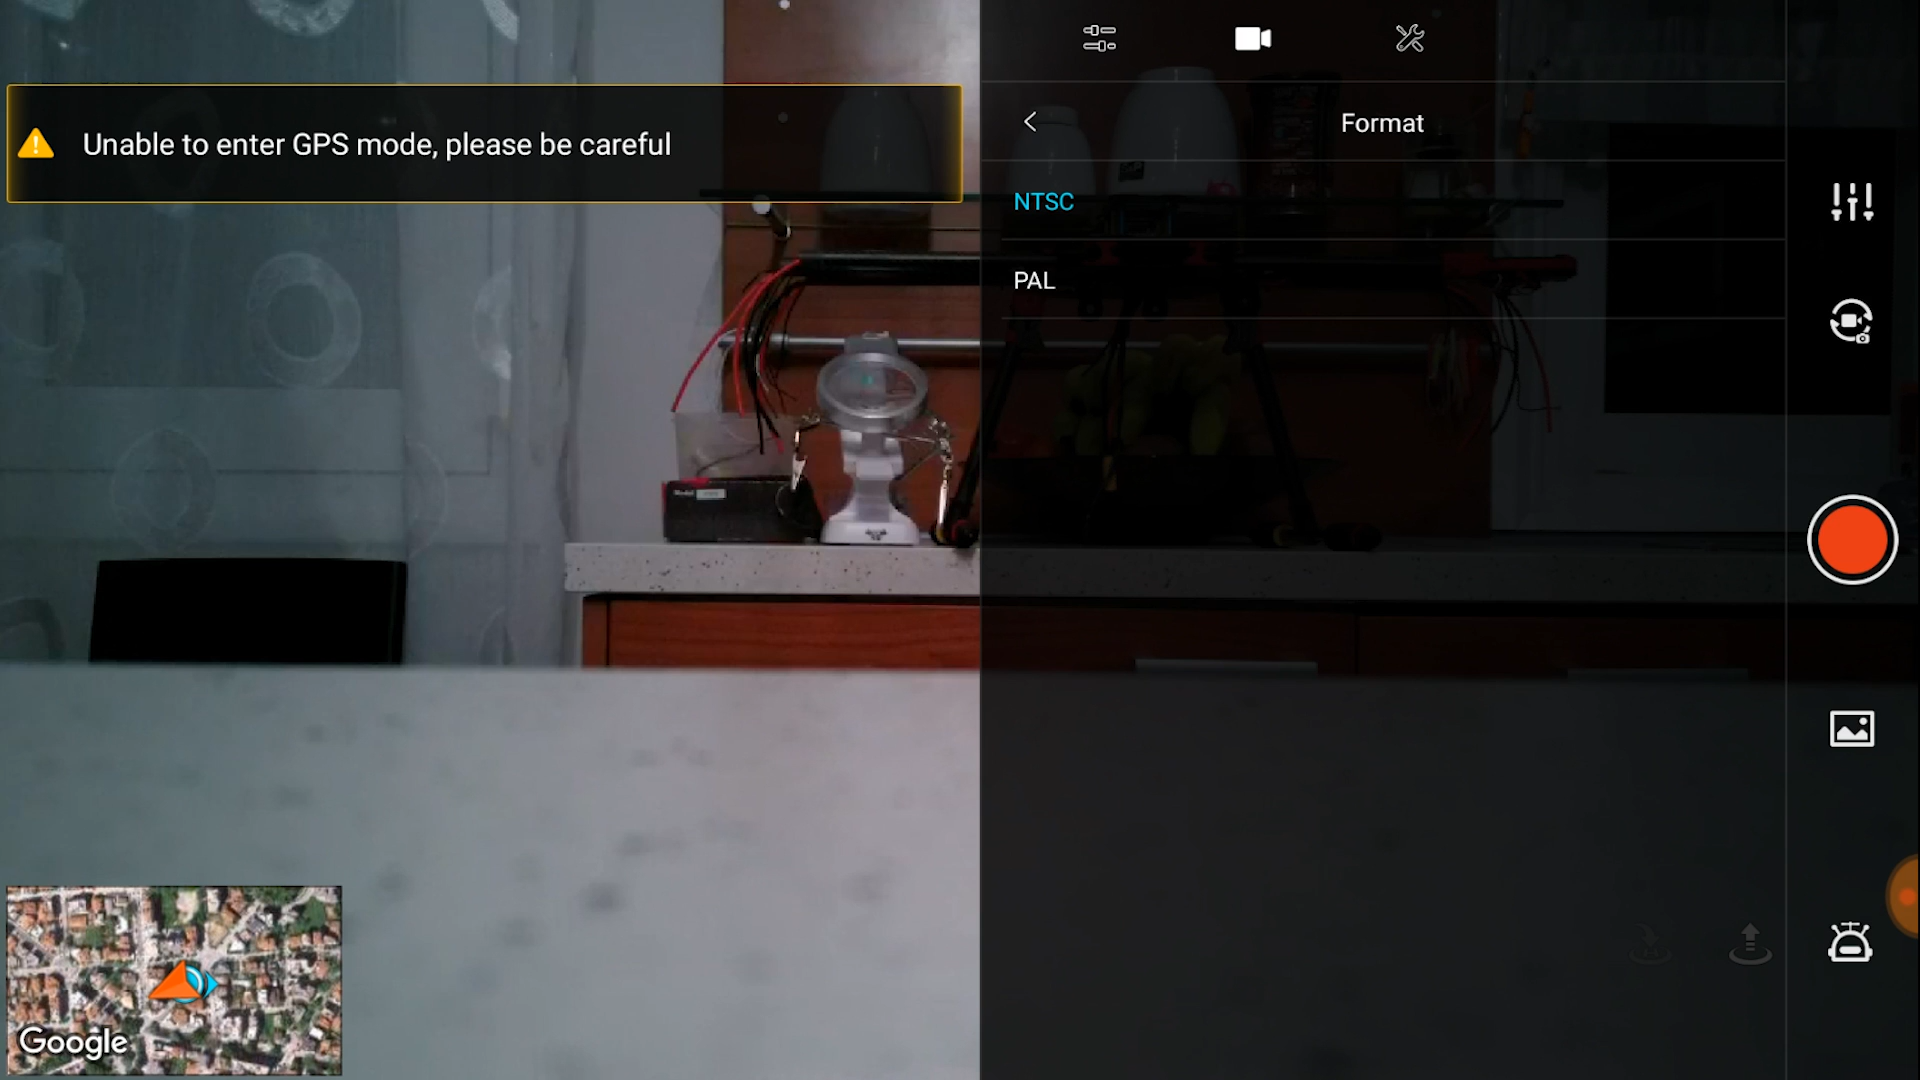 Unable to enter GPS mode, please be careful
Format
NTSC
PAL
Google